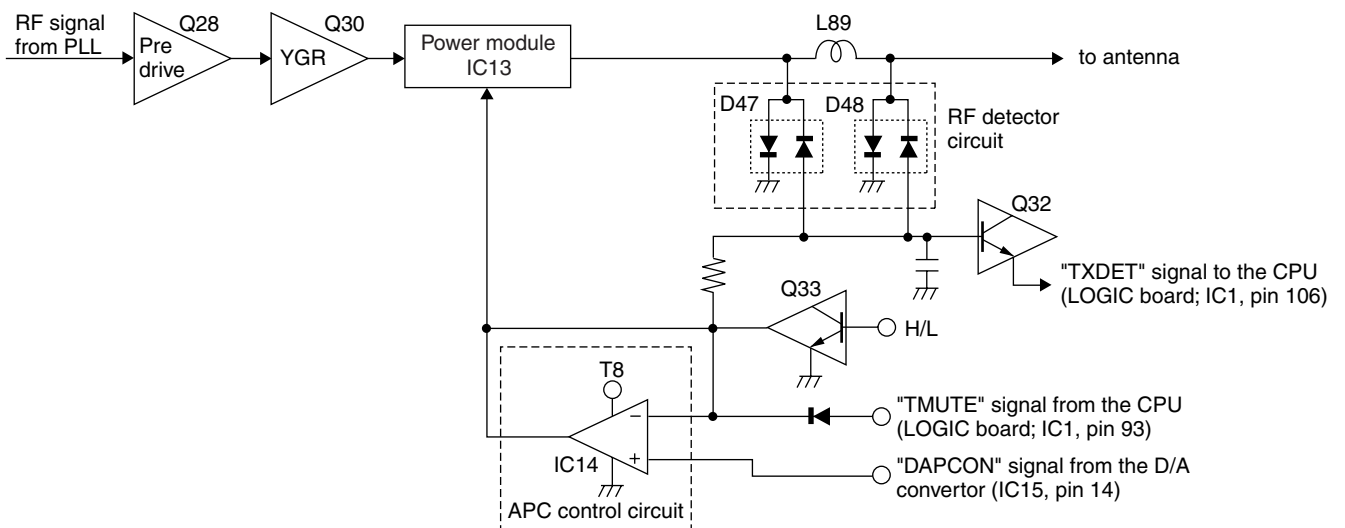 RF signal
from PLL
Q28
Pre
drive
Q30
YGR
Power module
IC13
L89
to antenna
D47
D48
RF detector
circuit
Q32
"TXDET" signal to the CPU
(LOGIC board; IC1, pin 106)
Q33
H/L
T8
−
+
IC14
APC control circuit
"TMUTE" signal from the CPU
(LOGIC board; IC1, pin 93)
"DAPCON" signal from the D/A
convertor (IC15, pin 14)